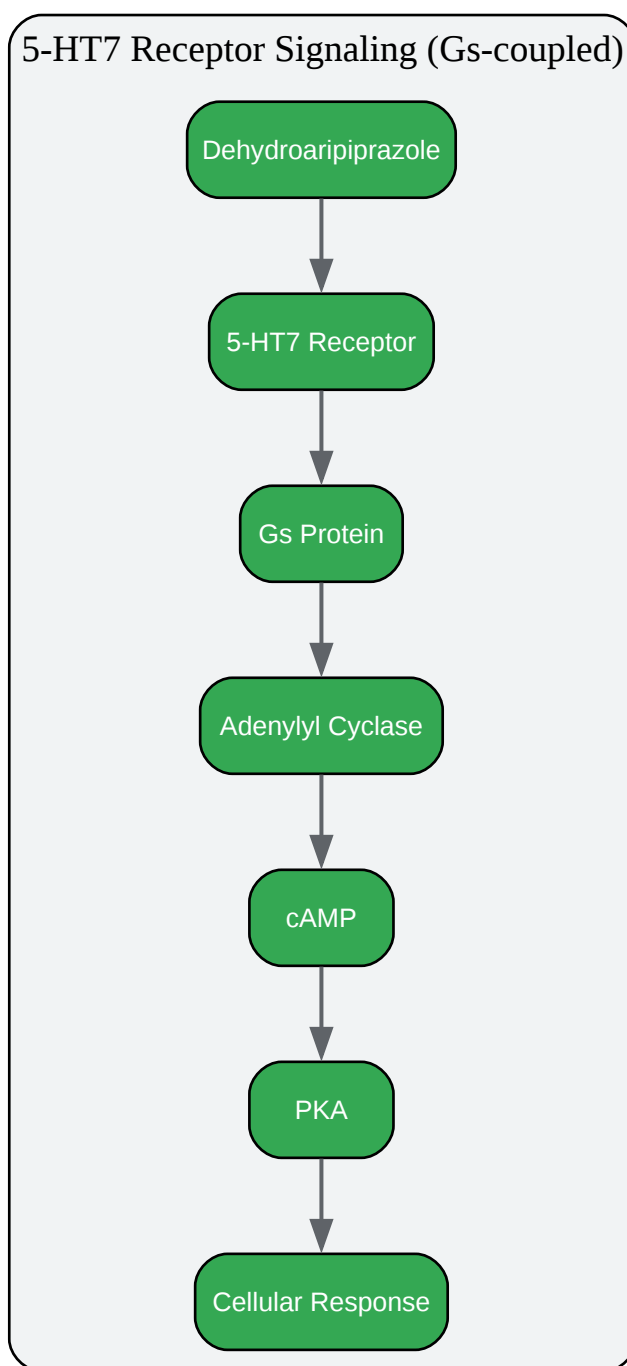 5-HT7 Receptor Signaling (Gs-coupled)
Dehydroaripiprazole
5-HT7 Receptor
Gs Protein
Adenylyl Cyclase
cAMP
PKA
Cellular Response